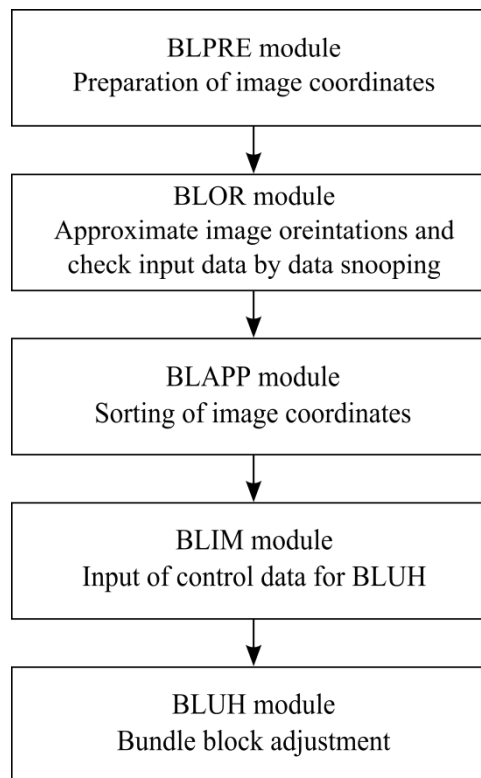 BLPRE module
Preparation of image coordinates
BLOR module
Approximate image oreintations and
check input data by data snooping
BLAPP module
Sorting of image coordinates
BLIM module
Input of control data for BLUH
BLUH module
Bundle block adjustment